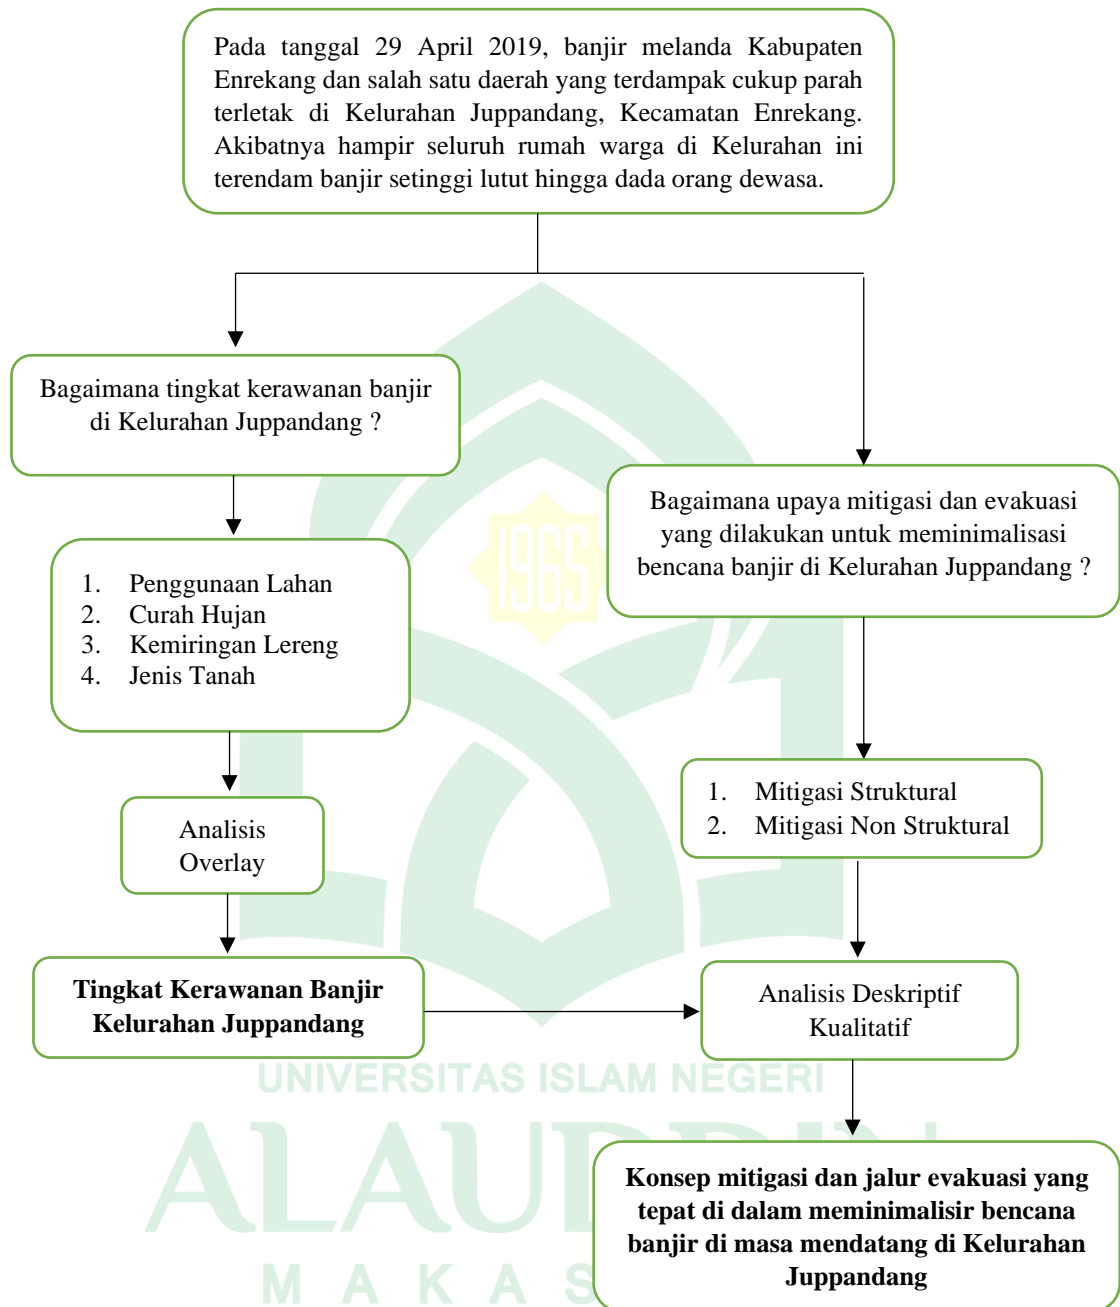 Pada tanggal 29 April 2019, banjir melanda Kabupaten
Enrekang dan salah satu daerah yang terdampak cukup parah
terletak di Kelurahan Juppandang, Kecamatan Enrekang.
Akibatnya hampir seluruh rumah warga di Kelurahan ini
terendam banjir setinggi lutut hingga dada orang dewasa.
Bagaimana tingkat kerawanan banjir
di Kelurahan Juppandang ?
1. Penggunaan Lahan
2. Curah Hujan
3. Kemiringan Lereng
4. Jenis Tanah
Analisis
Overlay
Tingkat Kerawanan Banjir
Kelurahan Juppandang
Bagaimana upaya mitigasi dan evakuasi
yang dilakukan untuk meminimalisasi
bencana banjir di Kelurahan Juppandang ?
1. Mitigasi Struktural
2. Mitigasi Non Struktural
Analisis Deskriptif
Kualitatif
Konsep mitigasi dan jalur evakuasi yang
tepat di dalam meminimalisir bencana
banjir di masa mendatang di Kelurahan
Juppandang
1965
UNIVERSITAS ISLAM NEGERI